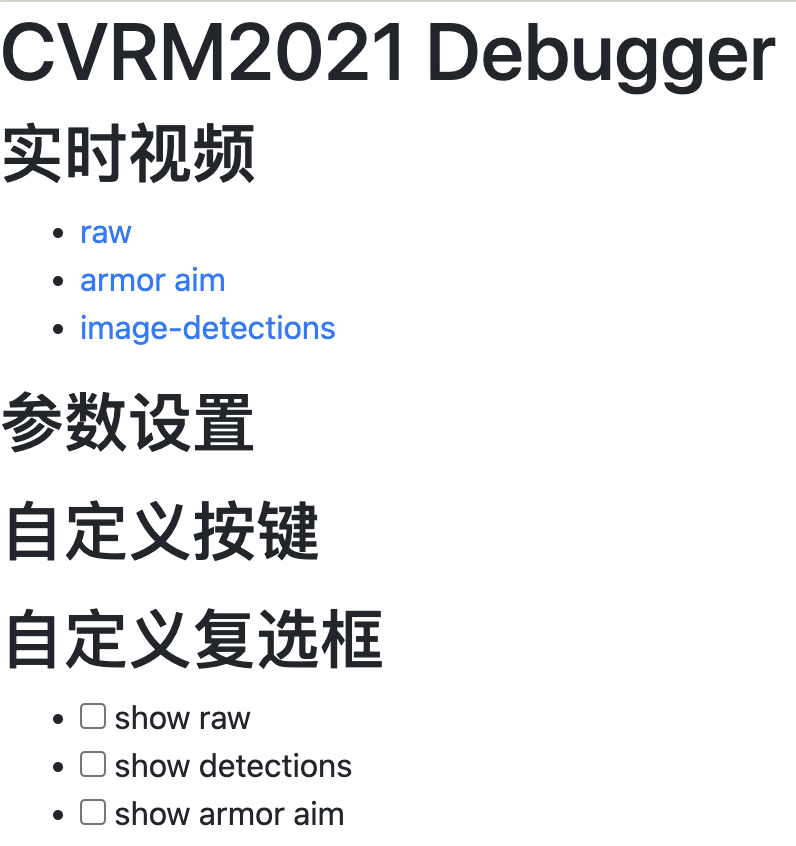 CVRM2021 Debugger
实时视频
raw
armor aim
image-detections
参数设置
自定义按键
自定义复选框
show raw
show detections
show armor aim